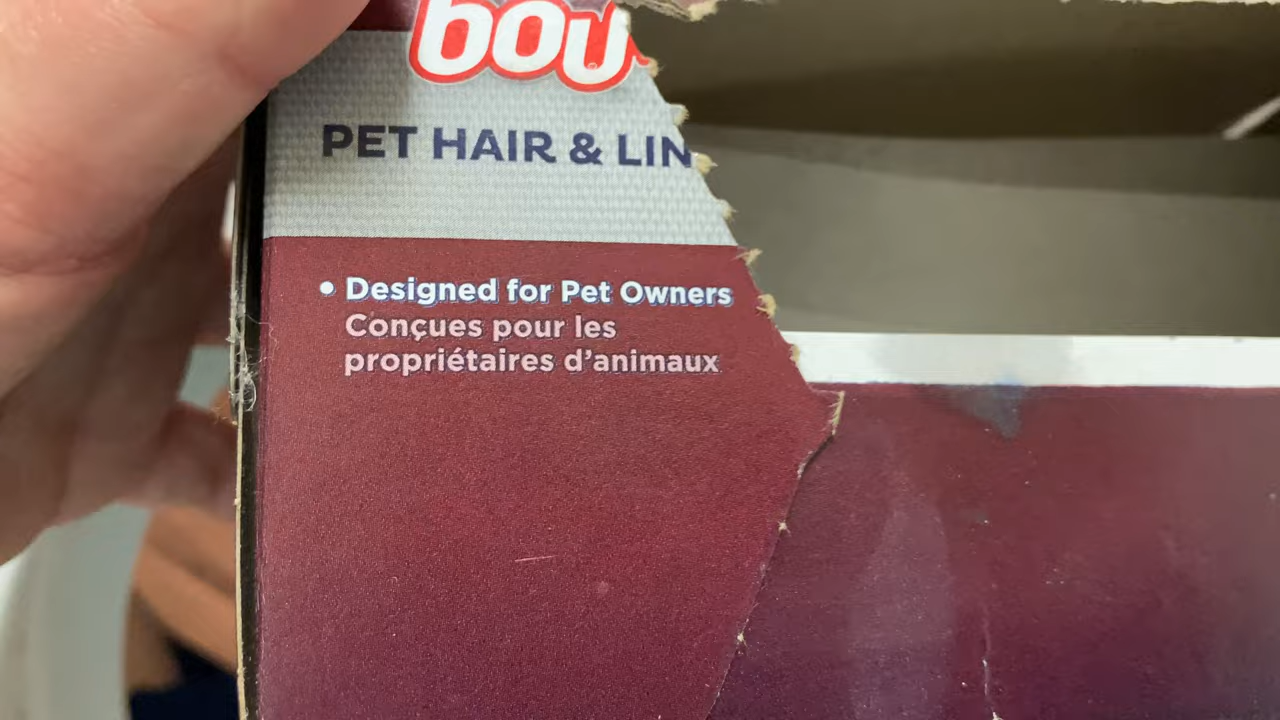 bou
PET HAIR & LIN
• Designed for Pet Owners
Conçues pour les
propriétaires d'animaux